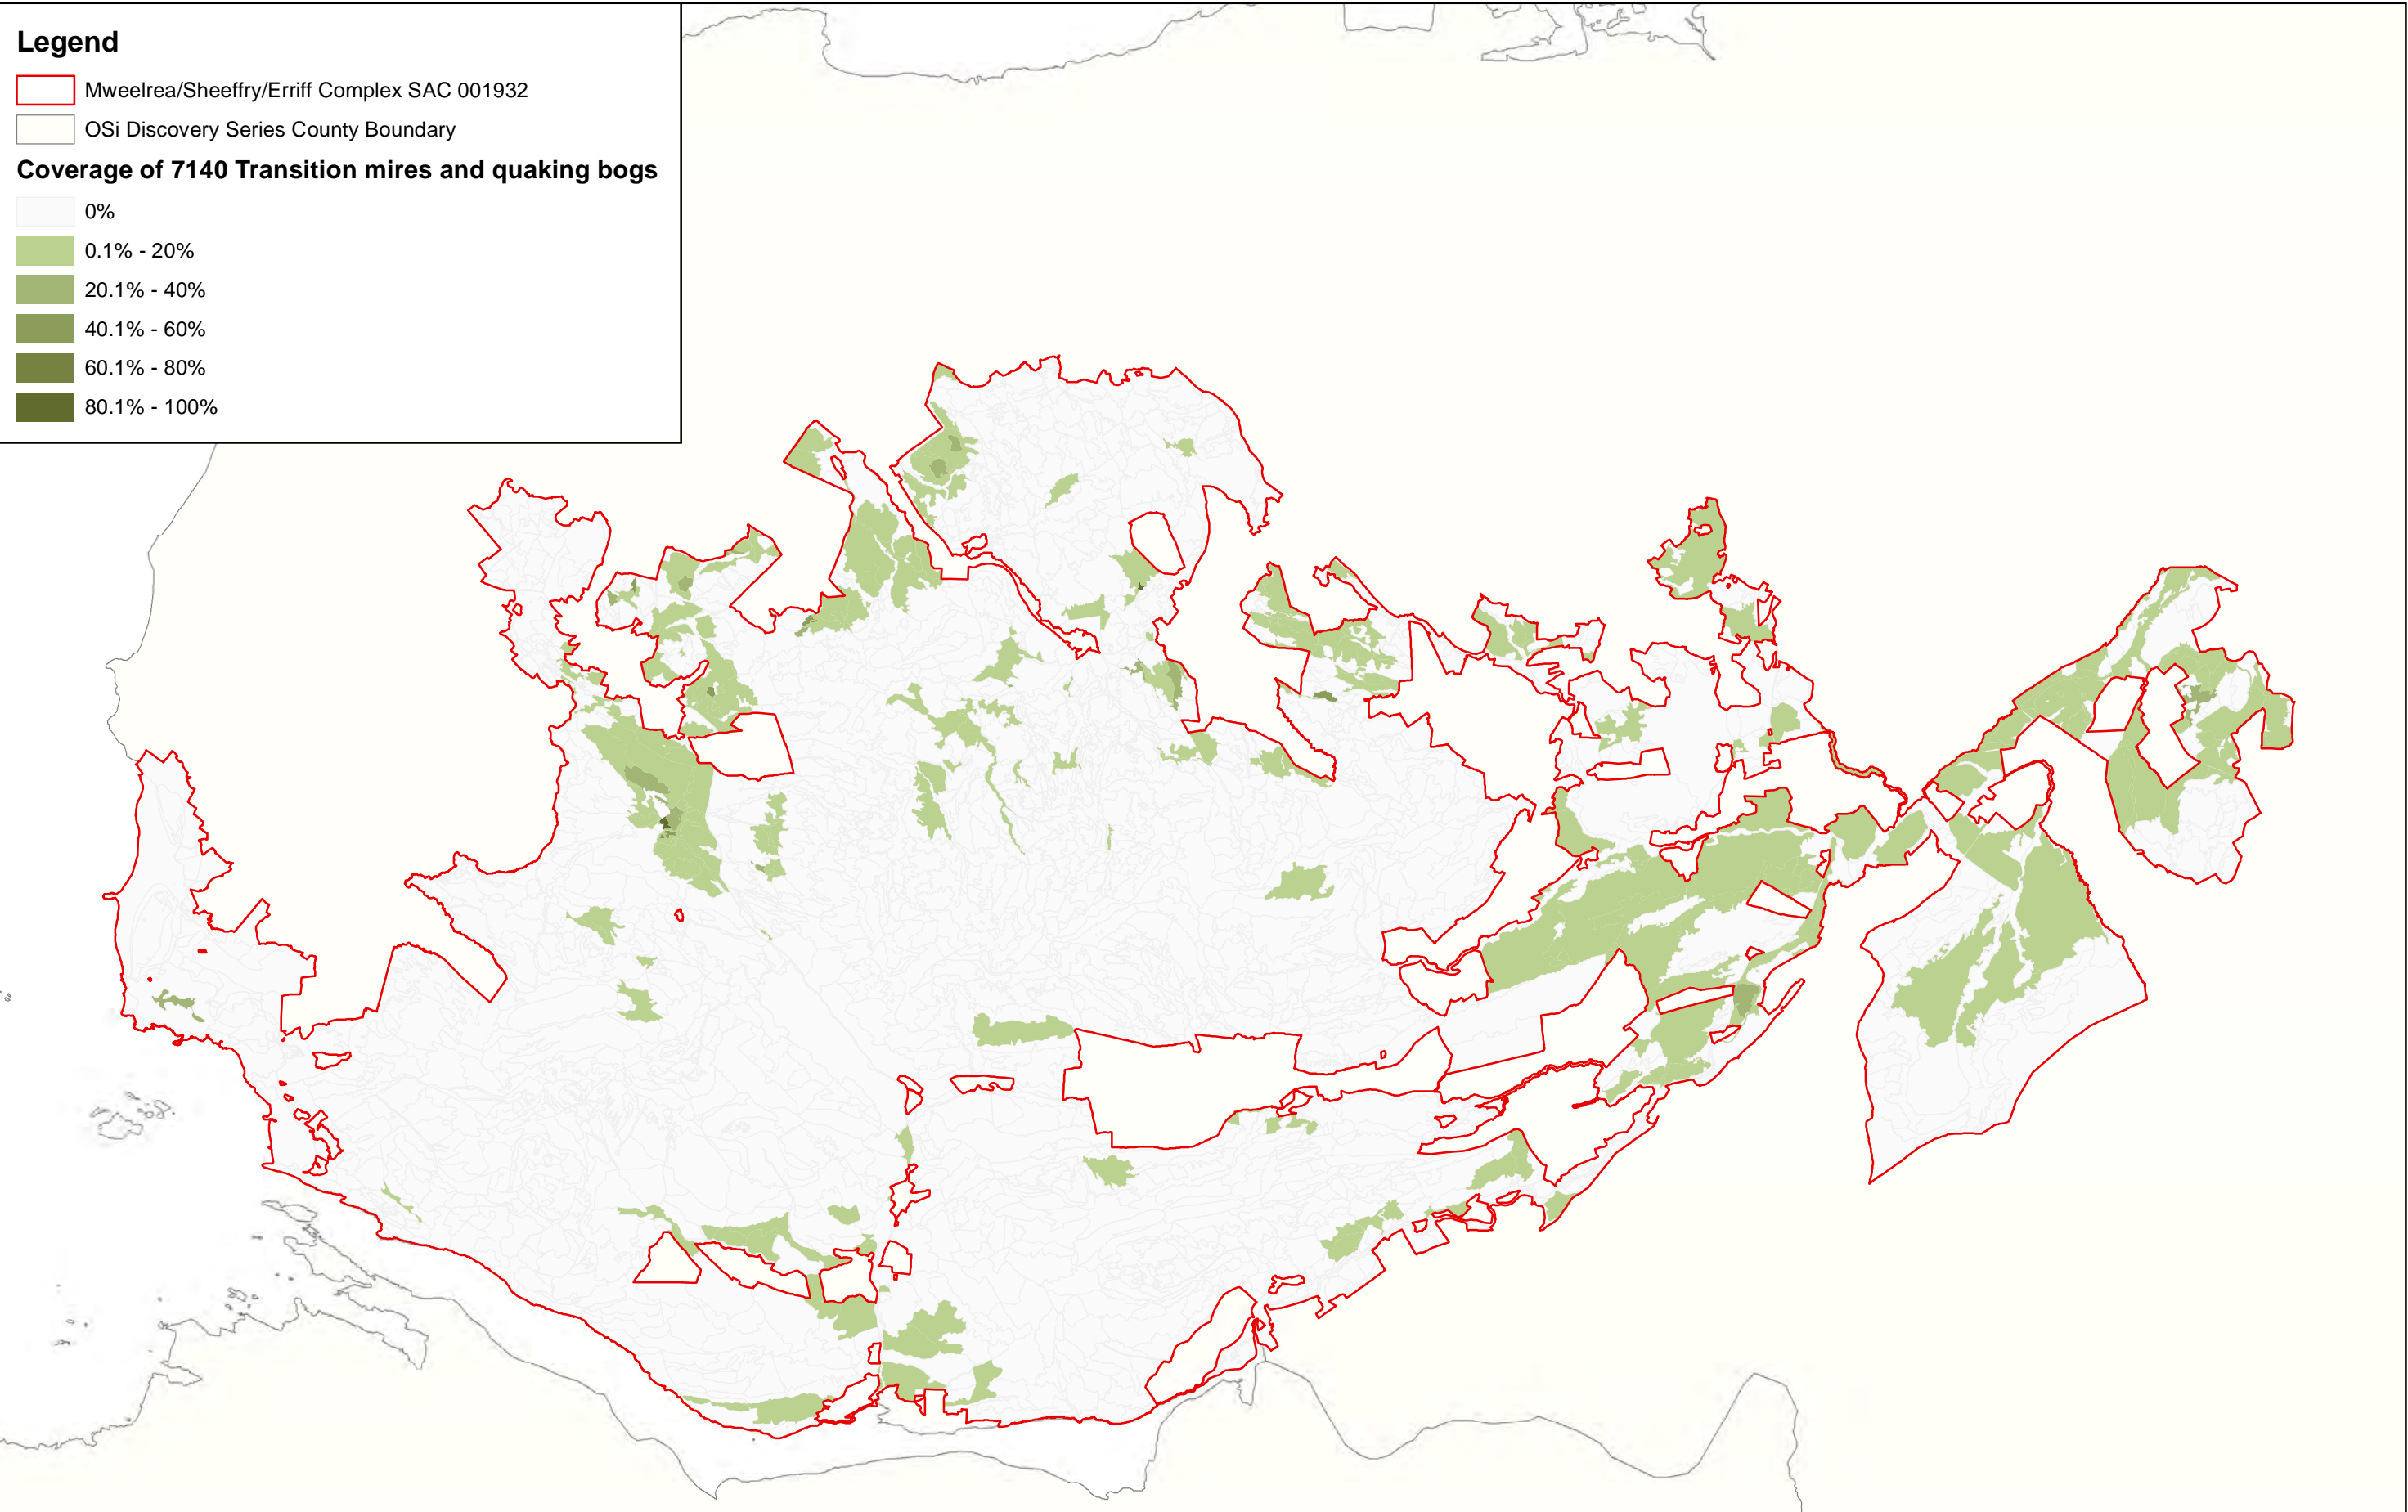 Legend
Mweelrea/Sheeffry/Erriff Complex SAC 001932
OSi Discovery Series County Boundary
Coverage of 7140 Transition mires and quaking bogs
0%
0.1% - 20%
20.1% - 40%
40.1% - 60%
60.1% - 80%
80.1% - 100%